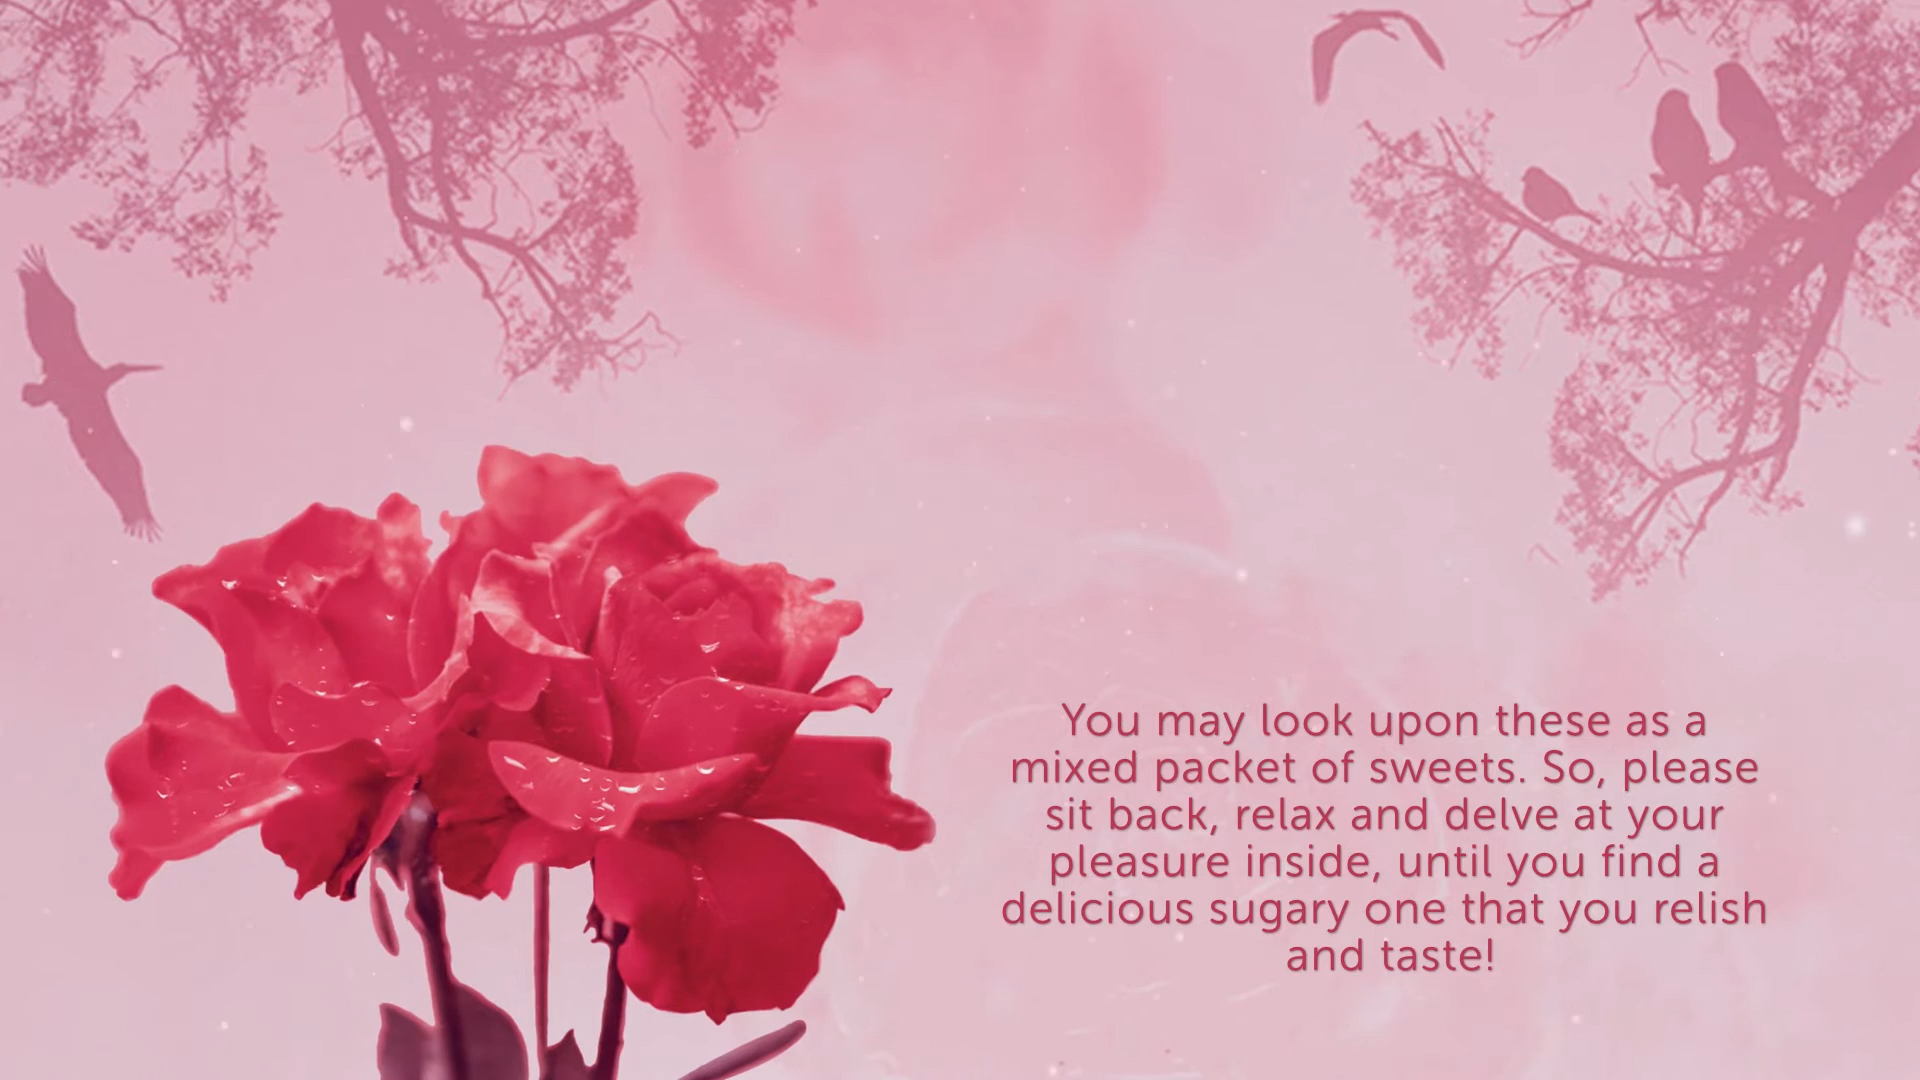 You may look upon these as a
mixed packet of sweets. So, please
sit back, relax and delve at your
pleasure inside, until you find a
delicious sugary one that you relish
and taste!